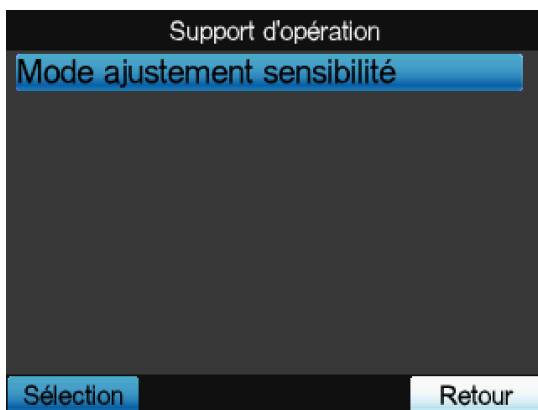 Support d'opération
Mode ajustement sensibilité
Sélection Retour